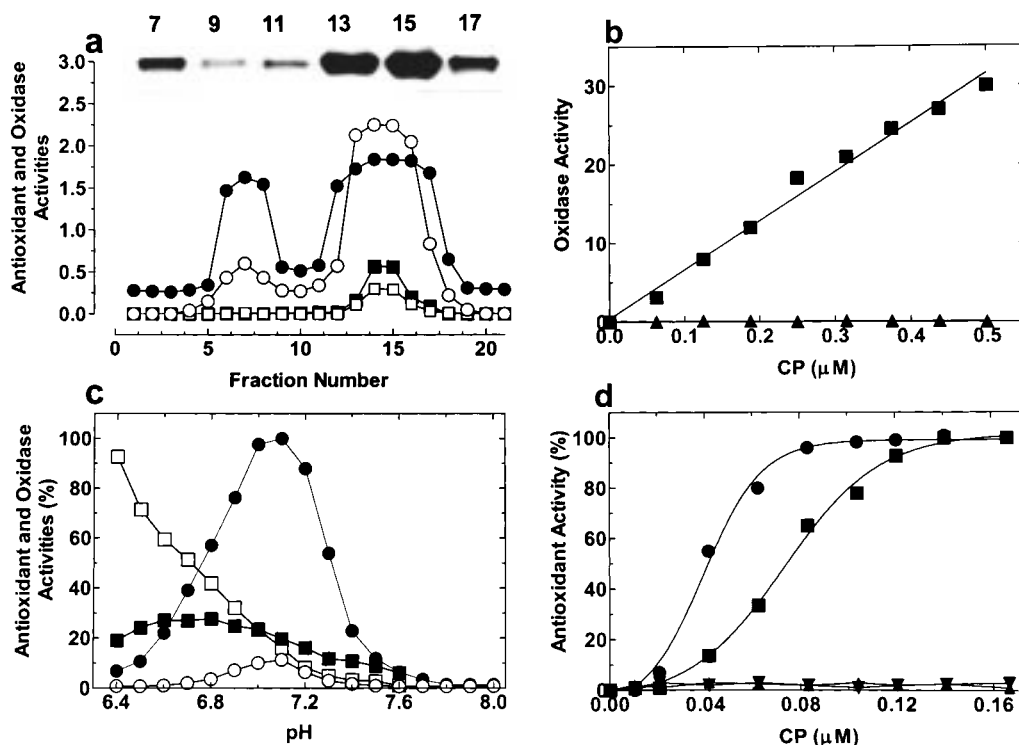 a
7 9 11 13 15 17
3.0
2.5
2.0
1.5
1.0
0.5
0.0
Antioxidant and Oxidase
Activities
0 5 10 15 20
Fraction Number
b
30
20
10
0
Oxidase Activity
0.0 0.1 0.2 0.3 0.4 0.5
CP (μM)
c
100
80
60
40
20
0
Antioxidant and Oxidase
Activities (%)
6.4 6.8 7.2 7.6 8.0
pH
d
100
80
60
40
20
0
Antioxidant Activity (%)
0.00 0.04 0.08 0.12 0.16
CP (μM)